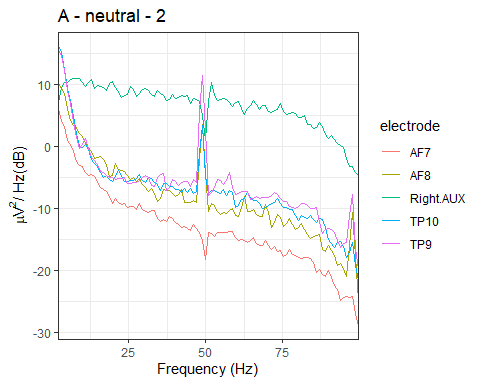 A - neutral - 2
10
0
-10
-20
-30
μV²/ Hz(dB)
25
50
75
Frequency (Hz)
electrode
AF7
AF8
Right.AUX
TP10
TP9